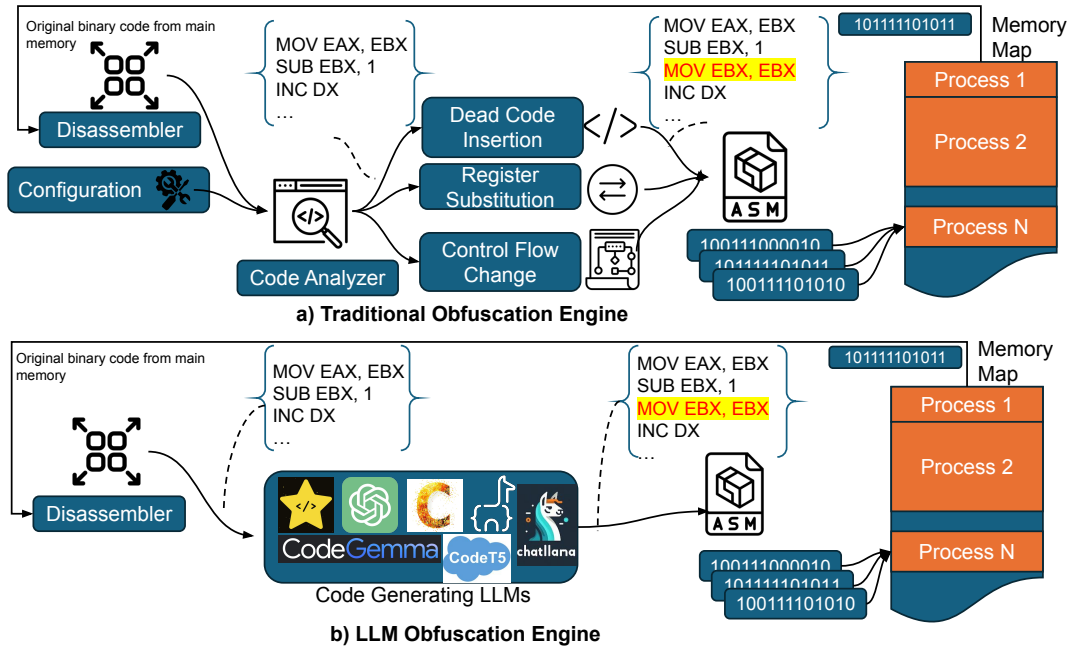 Original binary code from main
memory
Disassembler
Configuration
MOV EAX, EBX
SUB EBX, 1
INC DX
…
</>
Code Analyzer
Dead Code
Insertion
</>
Register
Substitution
Control Flow
Change
MOV EAX, EBX
SUB EBX, 1
MOV EBX, EBX
INC DX
…
ASM
100111000010
101111101011
100111101010
101111101011
Memory
Map
Process 1
Process 2
Process N
a) Traditional Obfuscation Engine
Original binary code from main
memory
Disassembler
MOV EAX, EBX
SUB EBX, 1
INC DX
…
</>
C
CodeGemma
CodeT5
chatllana
Code Generating LLMs
MOV EAX, EBX
SUB EBX, 1
MOV EBX, EBX
INC DX
…
ASM
100111000010
101111101011
100111101010
101111101011
Memory
Map
Process 1
Process 2
Process N
b) LLM Obfuscation Engine